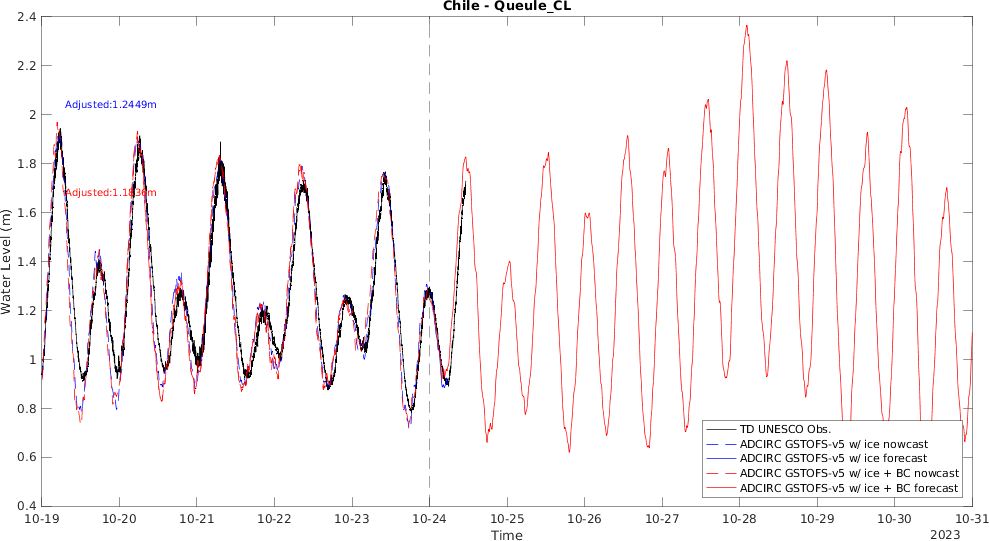 Chile - Queule_CL
2.4
2.2
2
1.8
1.6
1.4
1.2
1
0.8
0.6
0.4
Water Level (m)
Adjusted:1.2449m
Adjusted:1.1836m
TD UNESCO Obs.
ADCIRC GSTOFS-v5 w/ ice nowcast
ADCIRC GSTOFS-v5 w/ ice forecast
ADCIRC GSTOFS-v5 w/ ice + BC nowcast
ADCIRC GSTOFS-v5 w/ ice + BC forecast
10-19 10-20 10-21 10-22 10-23 10-24 10-25 10-26 10-27 10-28 10-29 10-30 10-31
Time
2023